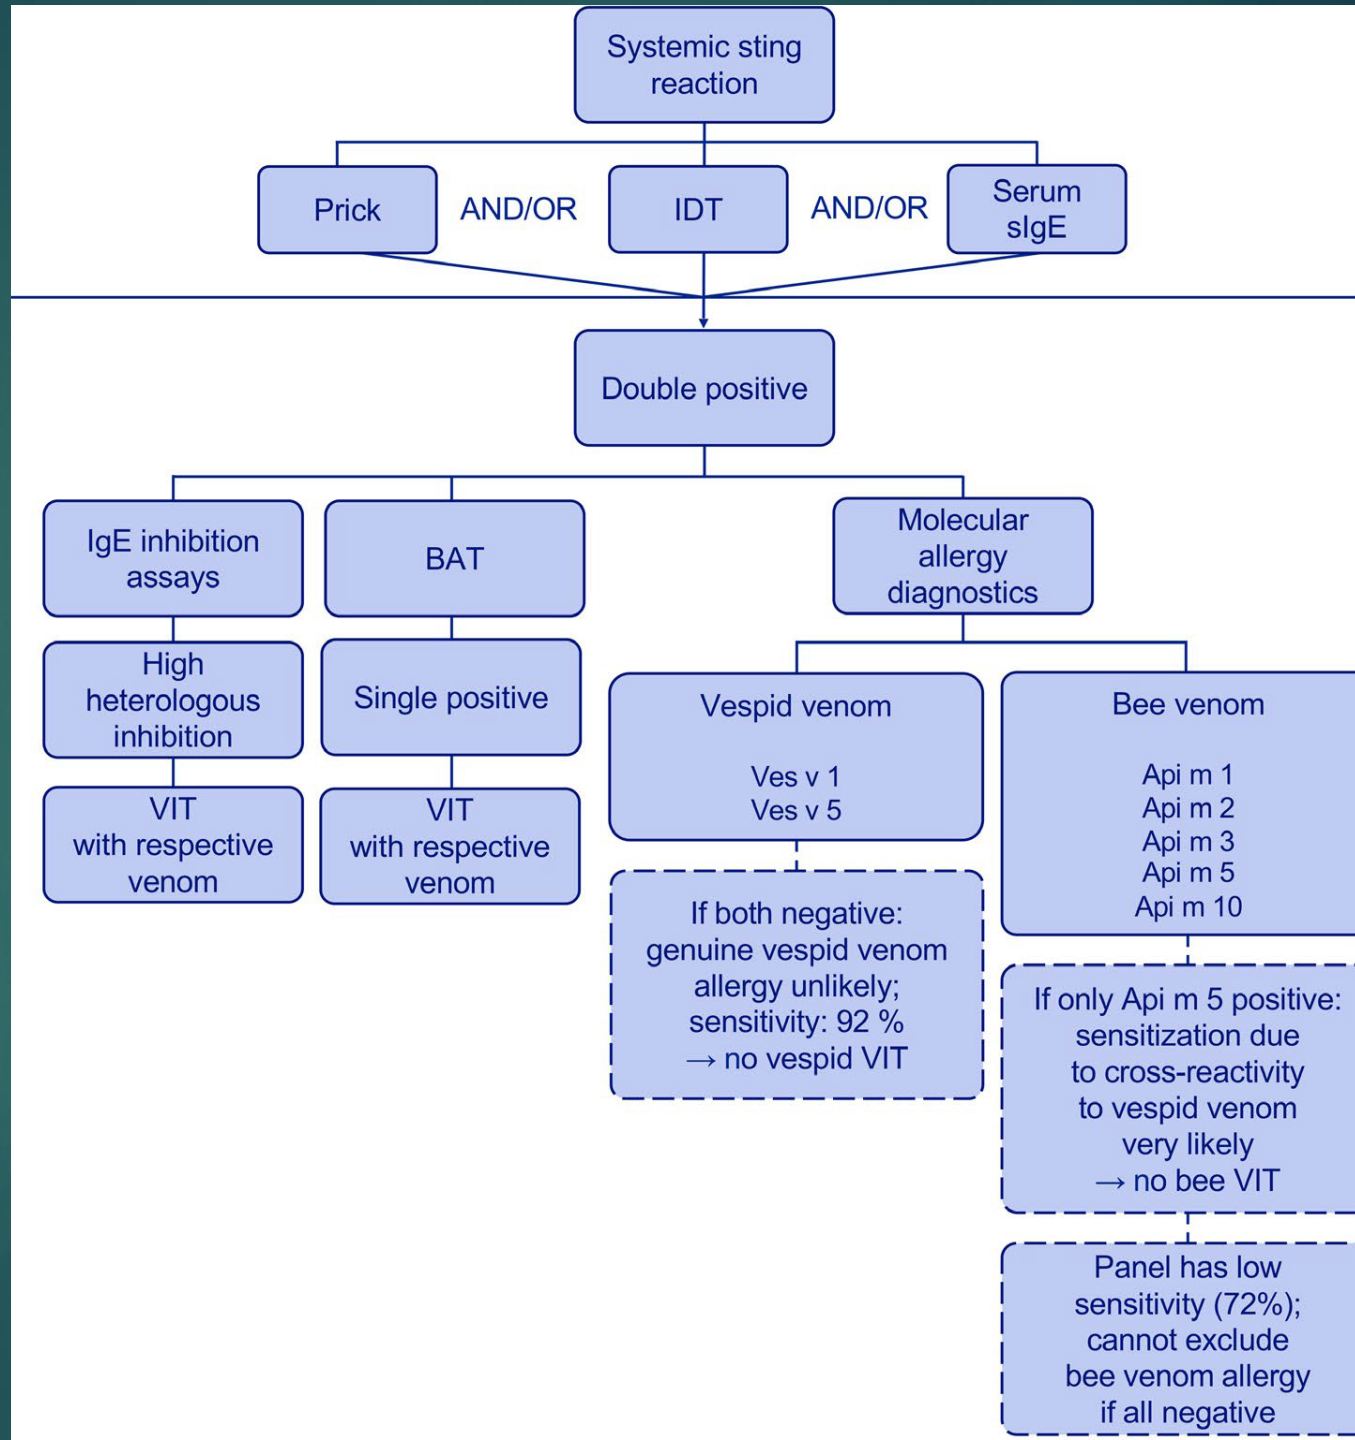 Systemic sting
reaction
Prick
AND/OR
IDT
AND/OR
Serum
sIgE
Double positive
IgE inhibition
assays
High
heterologous
inhibition
VIT
with respective
venom
BAT
Single positive
VIT
with respective
venom
Molecular
allergy
diagnostics
Vespid venom
Ves v 1
Ves v 5
If both negative:
genuine vespid venom
allergy unlikely;
sensitivity: 92 %
→ no vespid VIT
Bee venom
Api m 1
Api m 2
Api m 3
Api m 5
Api m 10
If only Api m 5 positive:
sensitization due
to cross-reactivity
to vespid venom
very likely
→ no bee VIT
Panel has low
sensitivity (72%);
cannot exclude
bee venom allergy
if all negative